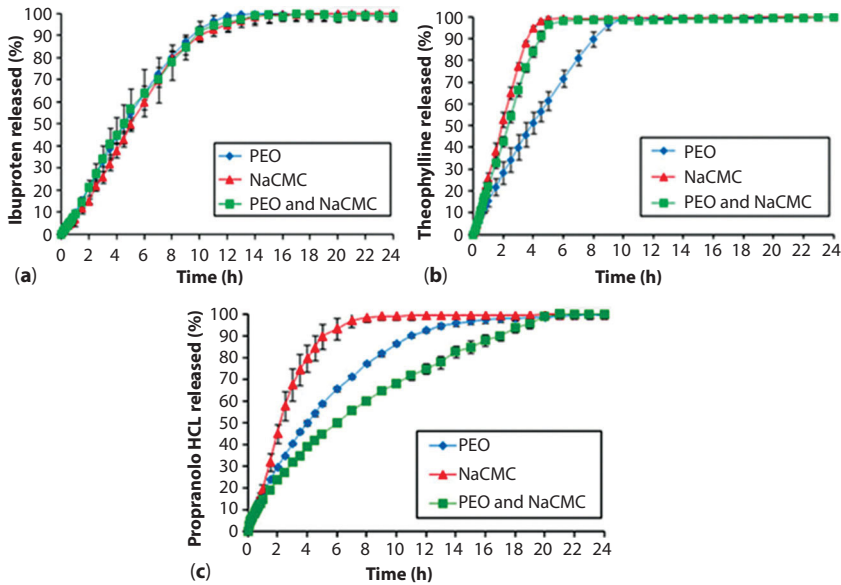 Ibuproten released (%)
100
90
80
70
60
50
40
30
20
10
0
PEO
NaCMC
PEO and NaCMC
0 2 4 6 8 10 12 14 16 18 20 22 24
(a) Time (h)
Theophylline released (%)
100
90
80
70
60
50
40
30
20
10
0
PEO
NaCMC
PEO and NaCMC
0 2 4 6 8 10 12 14 16 18 20 22 24
(b) Time (h)
Propranolo HCL released (%)
100
90
80
70
60
50
40
30
20
10
0
PEO
NaCMC
PEO and NaCMC
0 2 4 6 8 10 12 14 16 18 20 22 24
(c) Time (h)